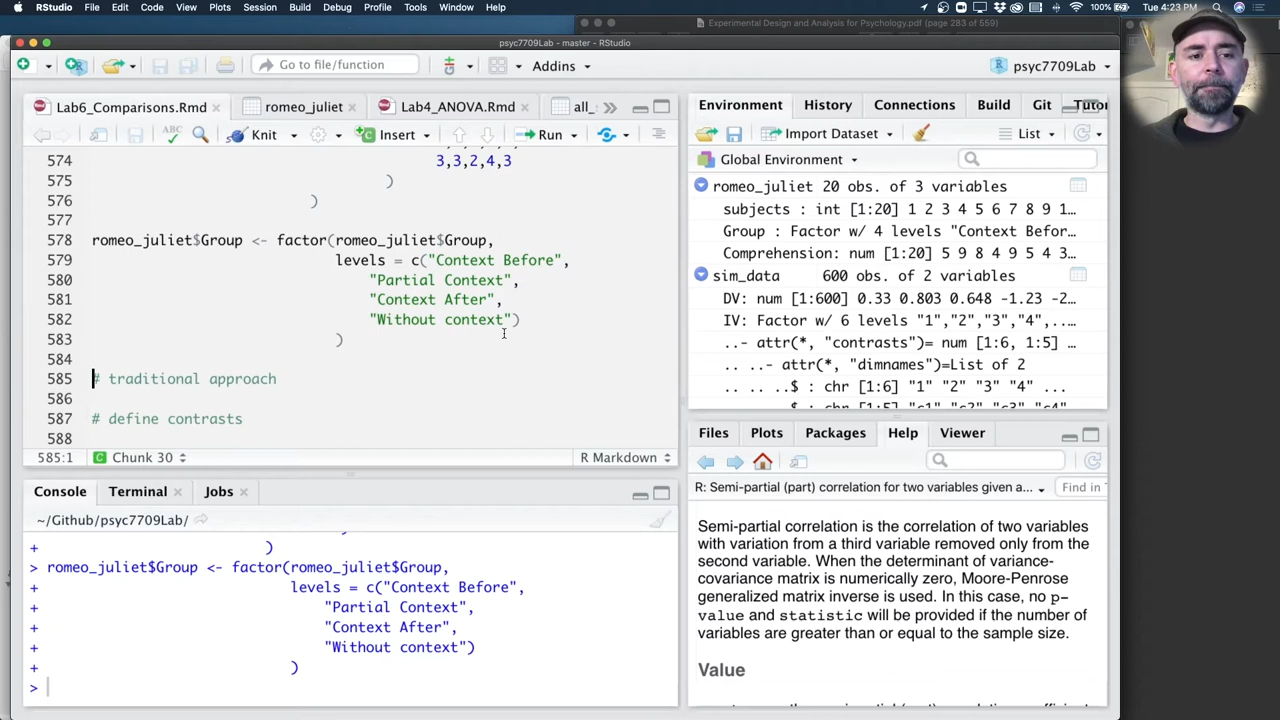 RStudio File Edit Code View Plots Session Build Debug Profile Tools Window Help 100% Tue 4:23 PM
Experimental Design and Analysis for Psychology.pdf (page 283 of 559)
psyc7709Lab - master - RStudio
Go to file/function Addins psyc7709Lab
Lab6_Comparisons.Rmd romeo_juliet Lab4_ANOVA.Rmd all_
Knit Insert Run
574 3,3,2,4,3
575 )
576 )
577
578 romeo_juliet$Group <- factor(romeo_juliet$Group,
579 levels = c("Context Before",
580 "Partial Context",
581 "Context After",
582 "Without context")
583 )
584
585 # traditional approach
586
587 # define contrasts
588
585:1 Chunk 30 R Markdown
Console Terminal Jobs
~/Github/psyc7709Lab/
+ )
> romeo_juliet$Group <- factor(romeo_juliet$Group,
+ levels = c("Context Before",
+ "Partial Context",
+ "Context After",
+ "Without context")
+ )
>
Environment History Connections Build Git Tutor
Import Dataset List
Global Environment
romeo_juliet 20 obs. of 3 variables
subjects : int [1:20] 1 2 3 4 5 6 7 8 9 1…
Group : Factor w/ 4 levels "Context Befor…
Comprehension: num [1:20] 5 9 8 4 9 5 4 3…
sim_data 600 obs. of 2 variables
DV: num [1:600] 0.33 0.803 0.648 -1.23 -2…
IV: Factor w/ 6 levels "1","2","3","4",..
..- attr(*, "contrasts")= num [1:6, 1:5] …
.. ..- attr(*, "dimnames")=List of 2
.. .. ..$ : chr [1:6] "1" "2" "3" "4" ...
.. .. ..$ : chr [1:5] "c1" "c2" "c3" "c4"
Files Plots Packages Help Viewer
R: Semi-partial (part) correlation for two variables given a... Find in
Semi-partial correlation is the correlation of two variables
with variation from a third variable removed only from the
second variable. When the determinant of variance-
covariance matrix is numerically zero, Moore-Penrose
generalized matrix inverse is used. In this case, no p-
value and statistic will be provided if the number of
variables are greater than or equal to the sample size.
Value